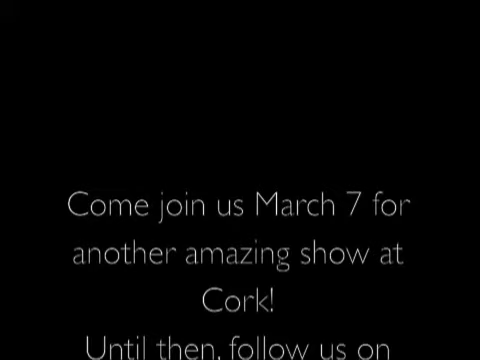 Come join us March 7 for
another amazing show at
Cork!
Until then, follow us on